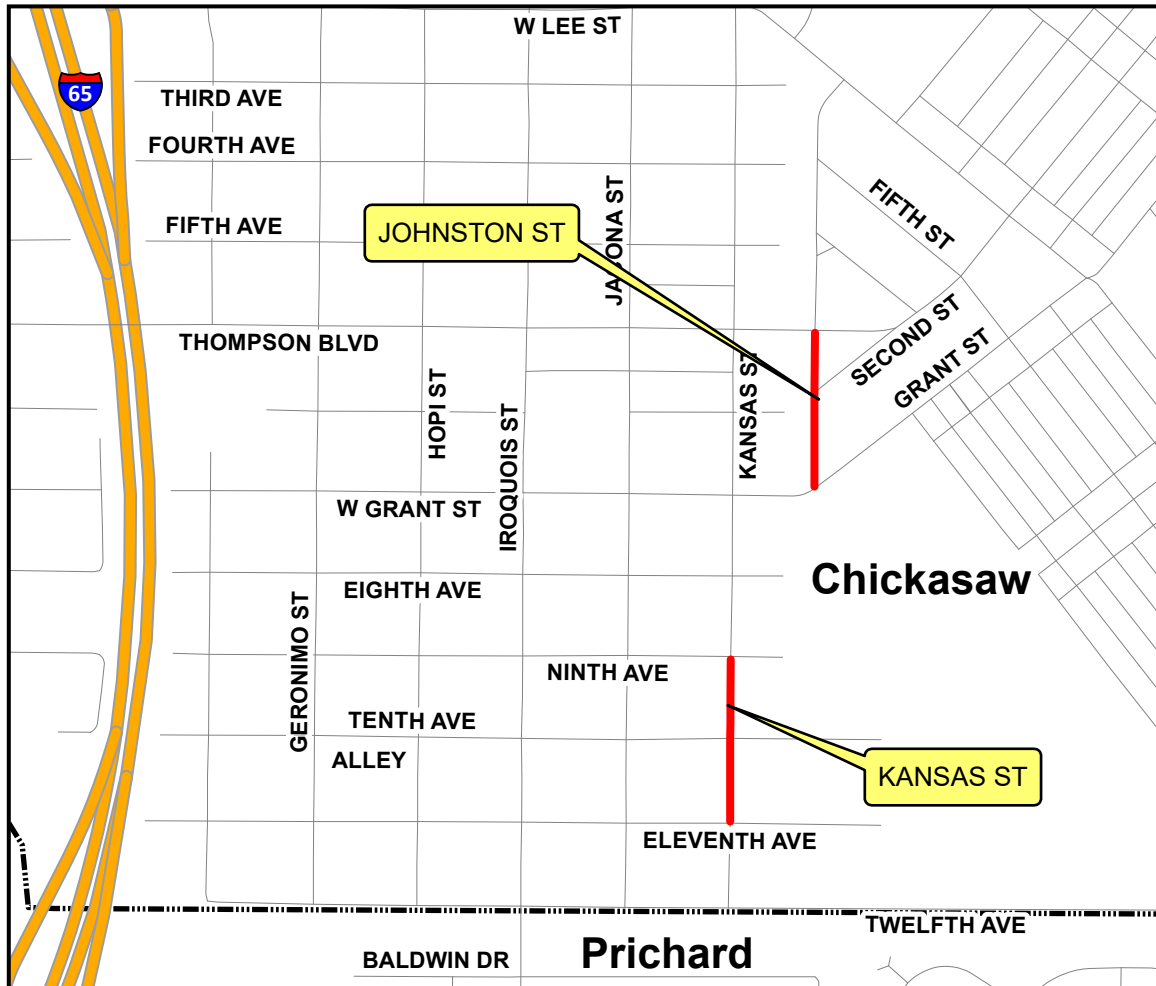 W LEE ST
65
THIRD AVE
FOURTH AVE
FIFTH AVE
JOHNSTON ST
JACONA ST
FIFTH ST
THOMPSON BLVD
SECOND ST
GRANT ST
HOPI ST
IROQUOIS ST
KANSAS ST
W GRANT ST
EIGHTH AVE
Chickasaw
GERONIMO ST
NINTH AVE
TENTH AVE
ALLEY
KANSAS ST
ELEVENTH AVE
TWELFTH AVE
BALDWIN DR
Prichard